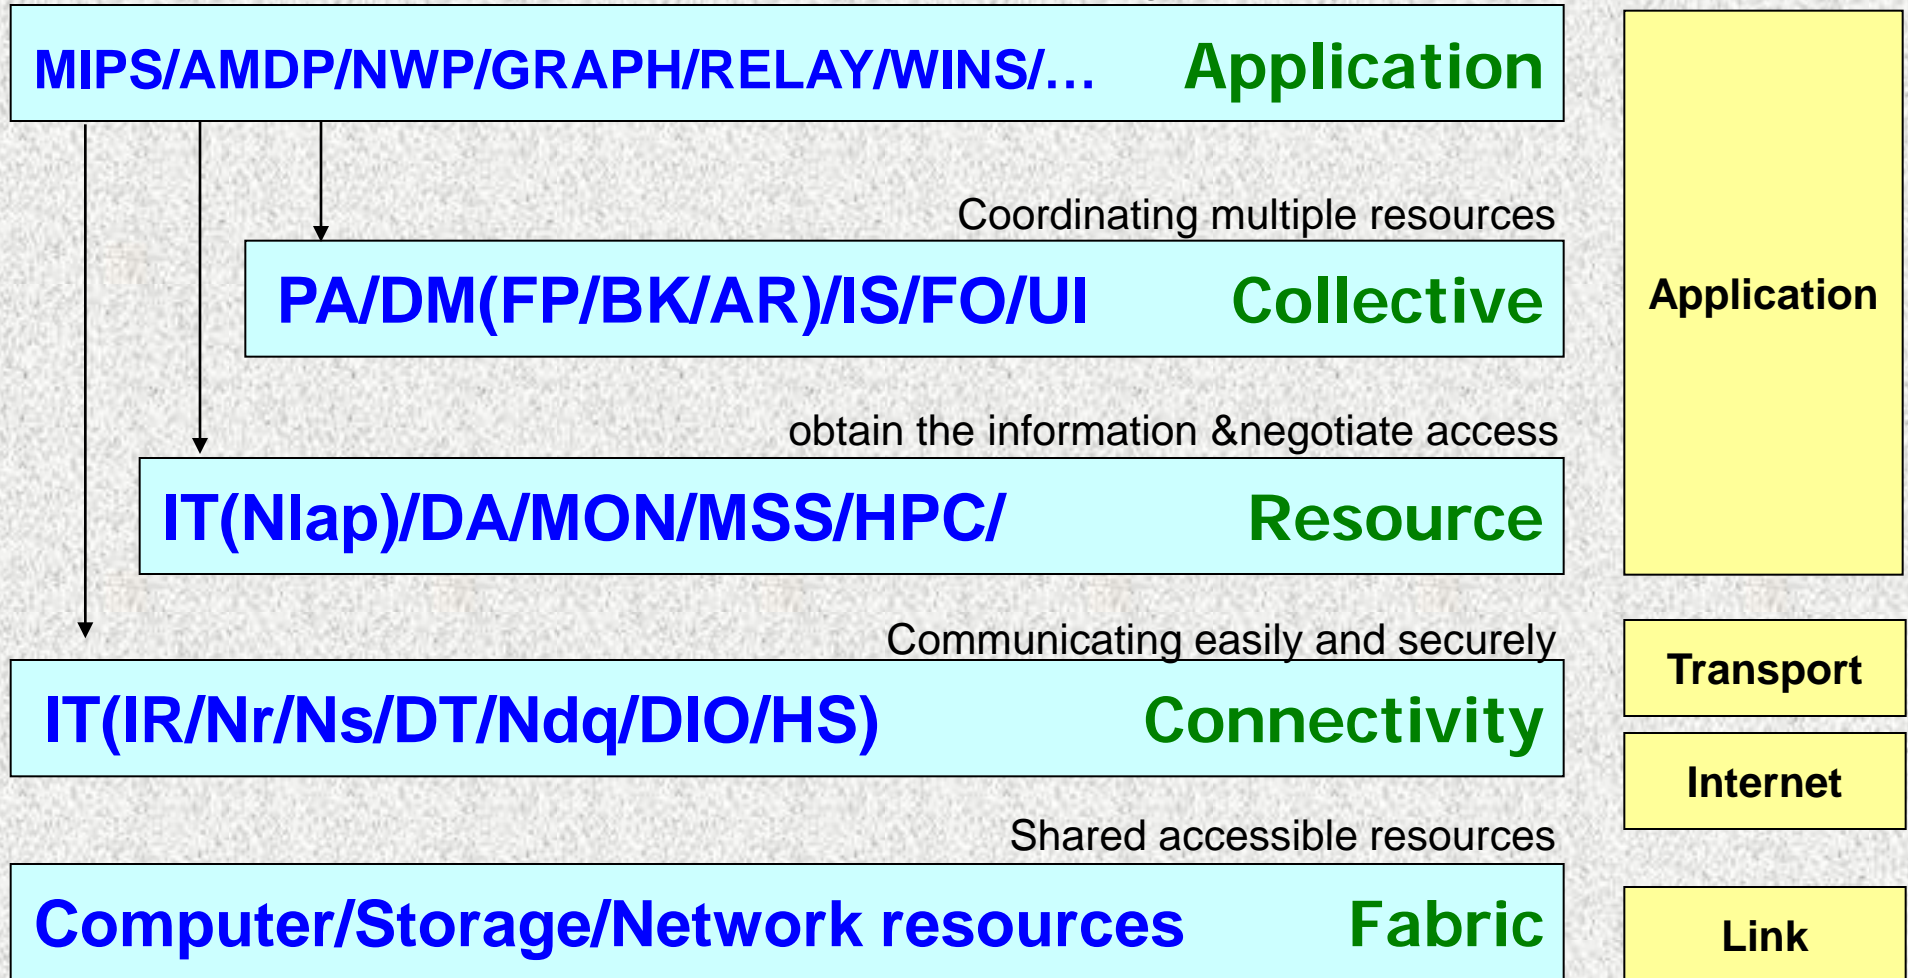 MIPS/AMDP/NWP/GRAPH/RELAY/WINS/… Application
Coordinating multiple resources
PA/DM(FP/BK/AR)/IS/FO/UI Collective
obtain the information &negotiate access
IT(Nlap)/DA/MON/MSS/HPC/ Resource
Communicating easily and securely
IT(IR/Nr/Ns/DT/Ndq/DIO/HS) Connectivity
Shared accessible resources
Computer/Storage/Network resources Fabric
Application
Transport
Internet
Link